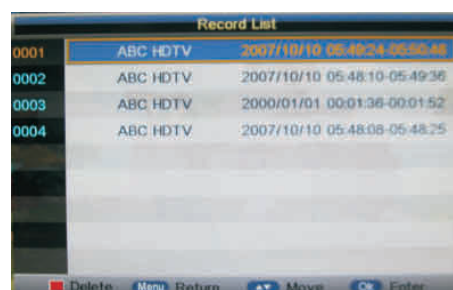 Record List
0001 ABC HDTV 2007/10/10 05:49:24-05:50:46
0002 ABC HDTV 2007/10/10 05:48:10-05:49:36
0003 ABC HDTV 2000/01/01 00:01:36-00:01:52
0004 ABC HDTV 2007/10/10 05:48:08-05:48:25
Delete Menu Return Move OK Enter